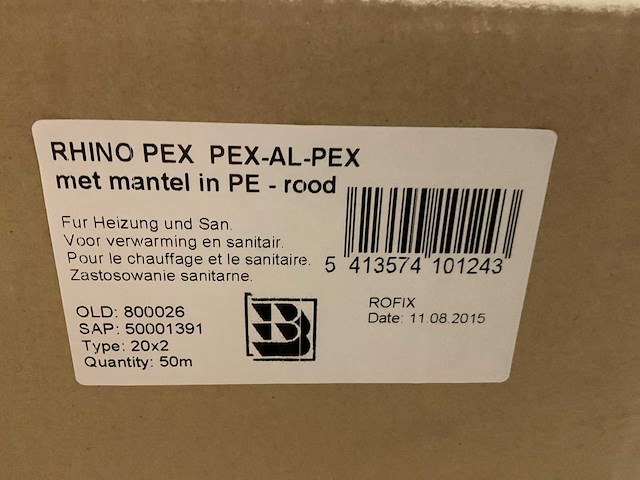 RHINO PEX PEX-AL-PEX
met mantel in PE - rood
Fur Heizung und San.
Voor verwarming en sanitair.
Pour le chauffage et le sanitaire.
Zastosowanie sanitarne.
5 413574 101243
OLD: 800026
SAP: 50001391
Type: 20x2
Quantity: 50m
ROFIX
Date: 11.08.2015